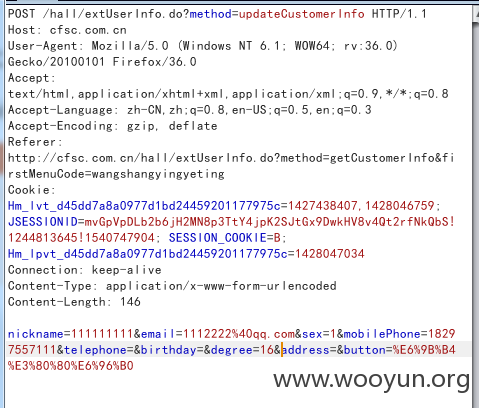 POST /hall/extUserInfo.do?method=updateCustomerInfo HTTP/1.1
Host: cfsc.com.cn
User-Agent: Mozilla/5.0 (Windows NT 6.1; WOW64; rv:36.0)
Gecko/20100101 Firefox/36.0
Accept:
text/html,application/xhtml+xml,application/xml;q=0.9,*/*;q=0.8
Accept-Language: zh-CN,zh;q=0.8,en-US;q=0.5,en;q=0.3
Accept-Encoding: gzip, deflate
Referer:
http://cfsc.com.cn/hall/extUserInfo.do?method=getCustomerInfo&fi
rstMenuCode=wangshangyingyeting
Cookie:
Hm_lvt_d45dd7a8a0977d1bd24459201177975c=1427438407,1428046759;
JSESSIONID=mvGpVpDLb2b6jH2MN8p3TtY4jpK2SJtGx9DwkHV8v4Qt2rfNkQbS!
1244813645!1540747904; SESSION_COOKIE=B;
Hm_lpvt_d45dd7a8a0977d1bd24459201177975c=1428047034
Connection: keep-alive
Content-Type: application/x-www-form-urlencoded
Content-Length: 146
nickname=111111111&email=1112222%40qq.com&sex=1&mobilePhone=1829
7557111&telephone=&birthday=&degree=16&address=&button=%E6%9B%B4
%E3%80%80%E6%96%B0
www.wooyun.org